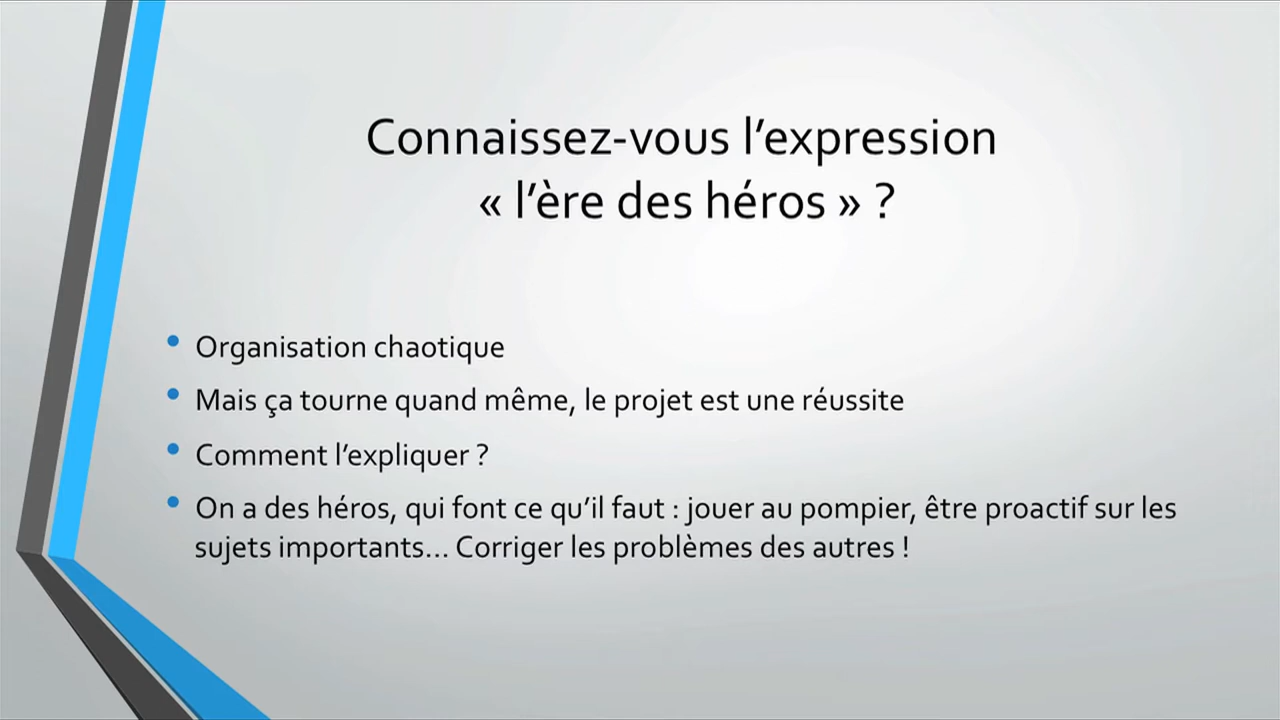 Connaissez-vous l’expression
« l’ère des héros » ?
• Organisation chaotique
• Mais ça tourne quand même, le projet est une réussite
• Comment l’expliquer ?
• On a des héros, qui font ce qu’il faut : jouer au pompier, être proactif sur les
sujets importants… Corriger les problèmes des autres !